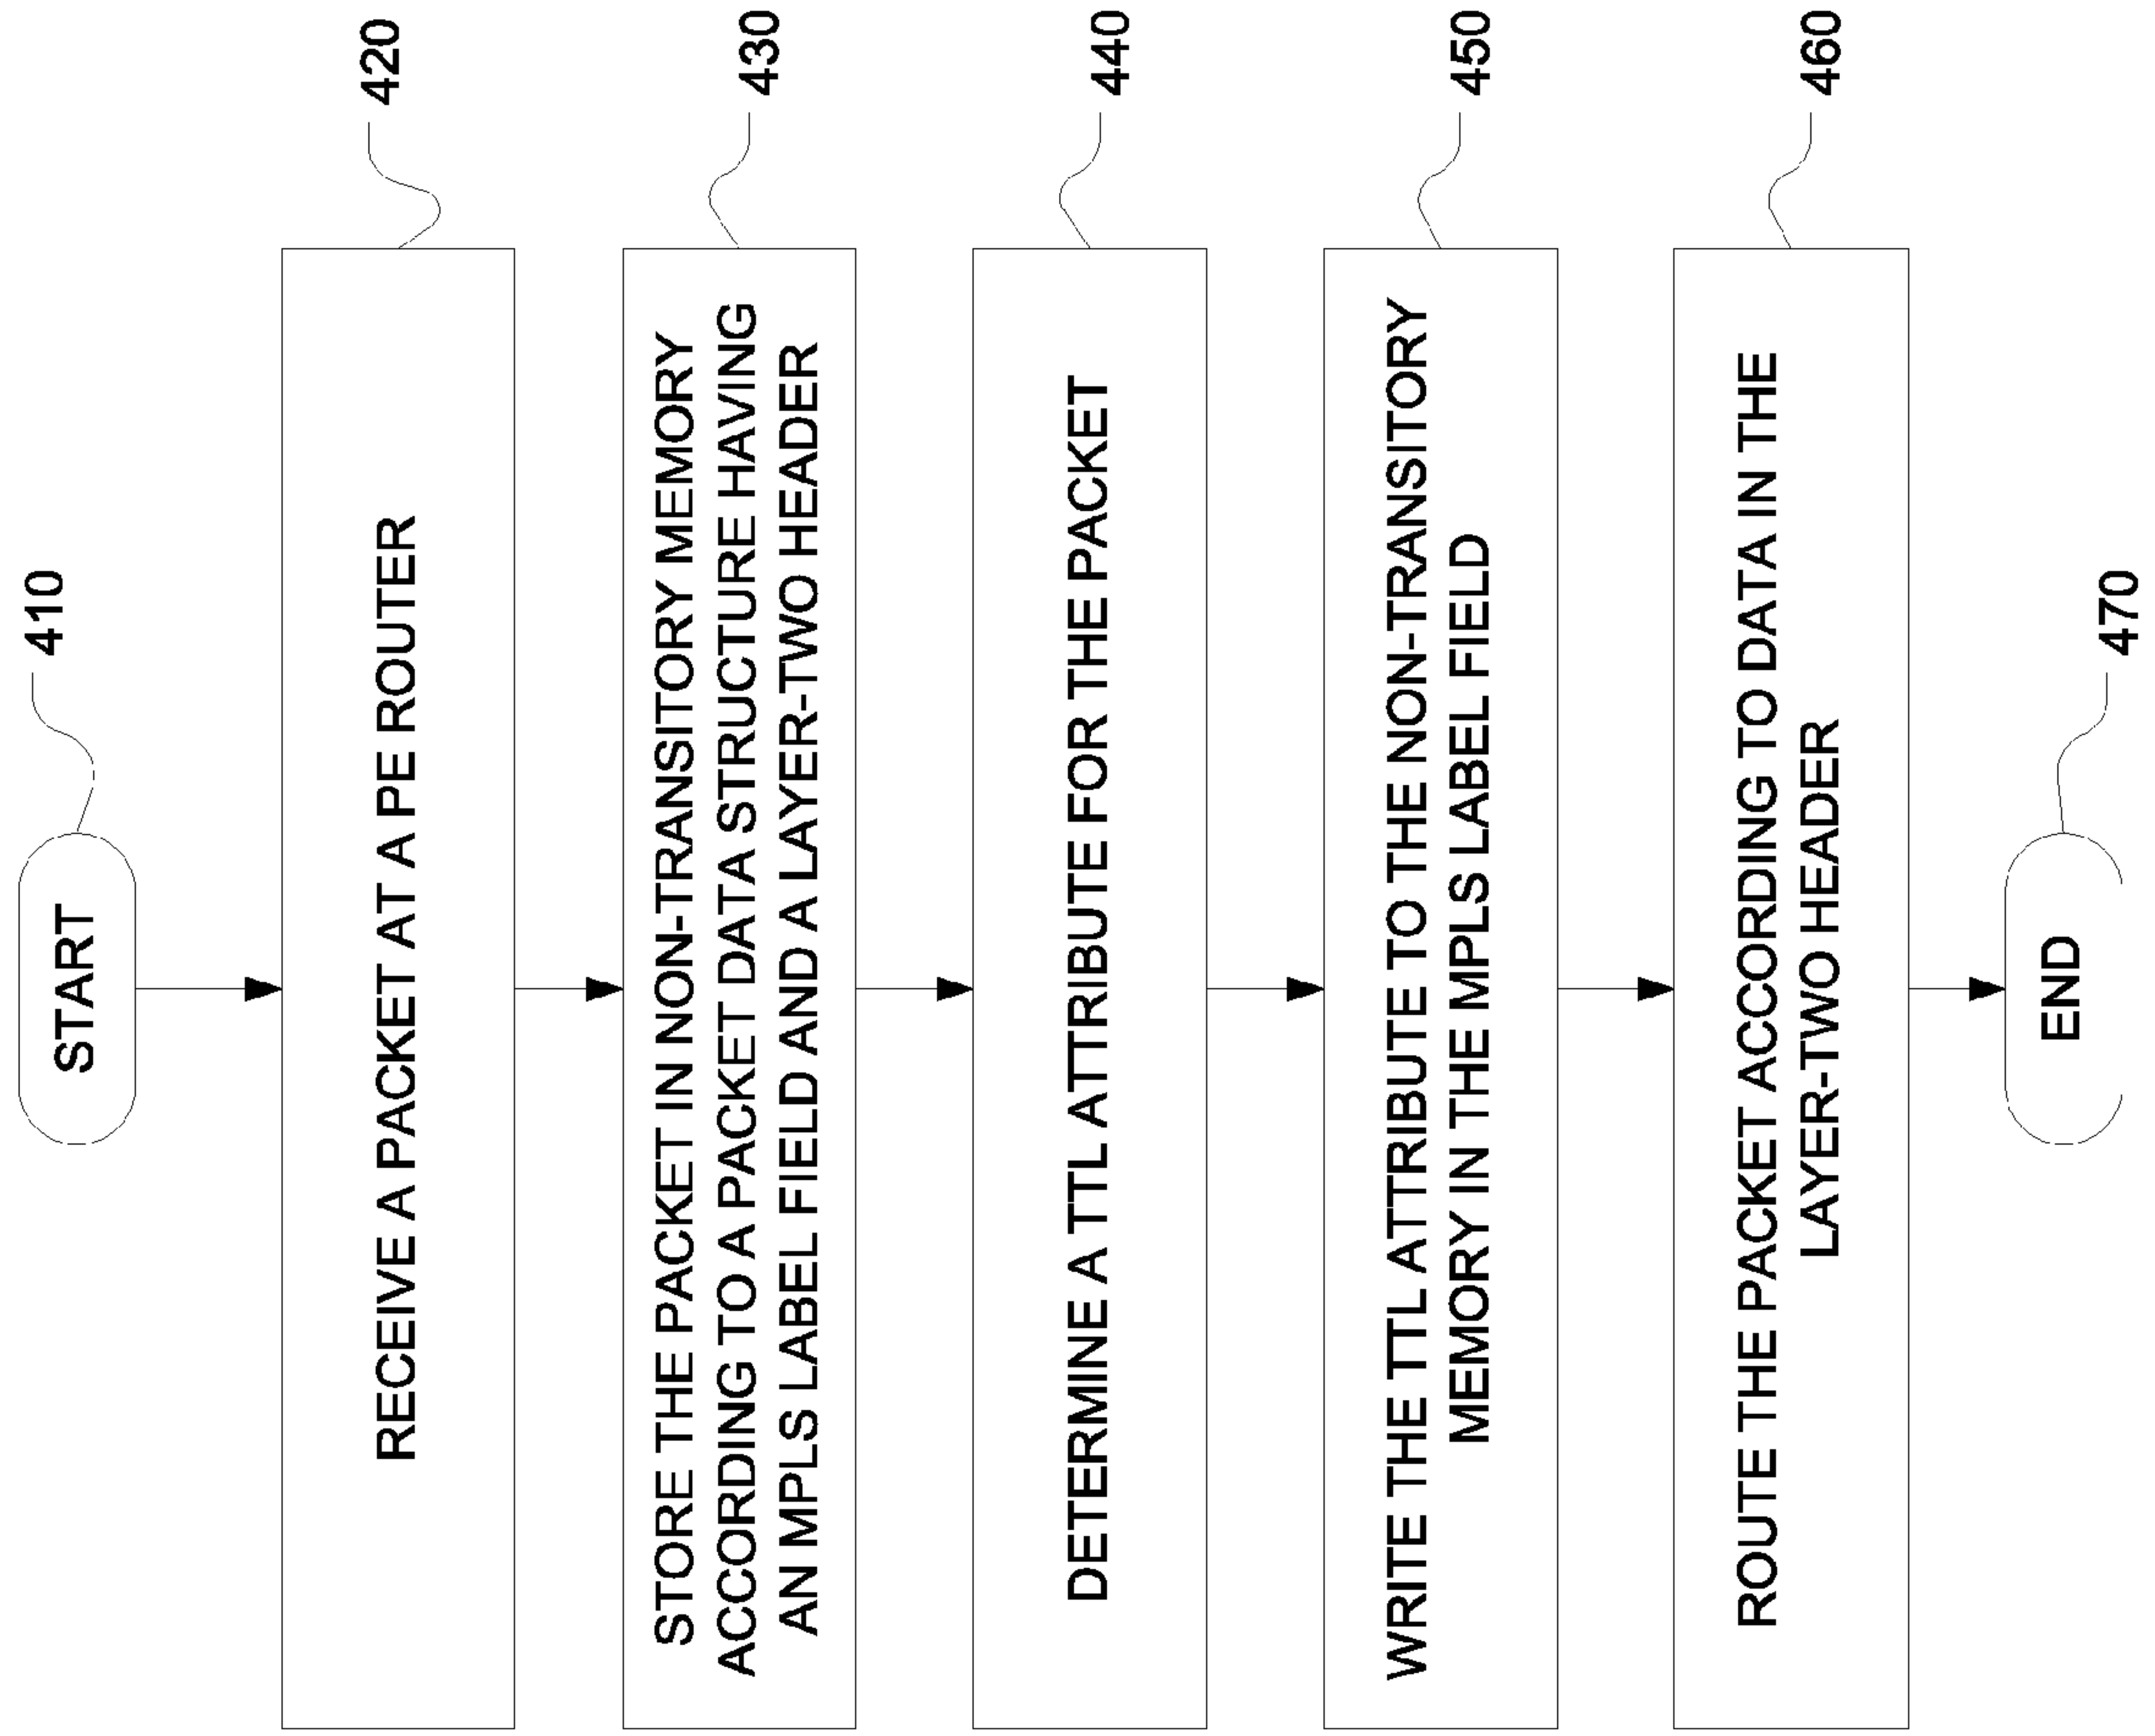 START
410
RECEIVE A PACKET AT A PE ROUTER
420
STORE THE PACKET IN NON-TRANSITORY MEMORY
ACCORDING TO A PACKET DATA STRUCTURE HAVING
AN MPLS LABEL FIELD AND A LAYER-TWO HEADER
430
DETERMINE A TTL ATTRIBUTE FOR THE PACKET
440
WRITE THE TTL ATTRIBUTE TO THE NON-TRANSITORY
MEMORY IN THE MPLS LABEL FIELD
450
ROUTE THE PACKET ACCORDING TO DATA IN THE
LAYER-TWO HEADER
460
END
470